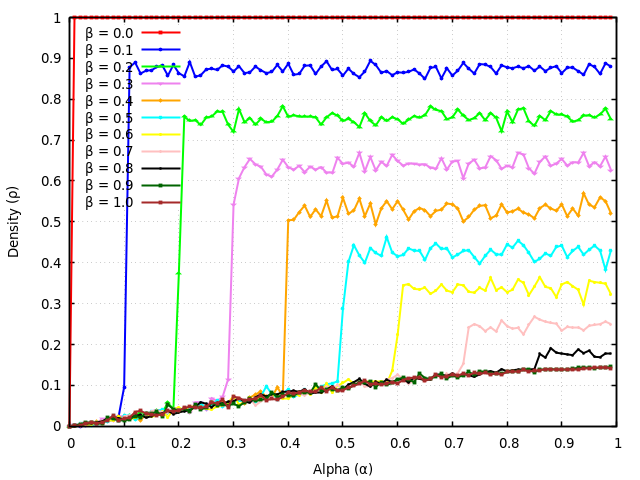 1
0.9
0.8
0.7
0.6
0.5
0.4
0.3
0.2
0.1
0
Density (ρ)
β = 0.0
β = 0.1
β = 0.2
β = 0.3
β = 0.4
β = 0.5
β = 0.6
β = 0.7
β = 0.8
β = 0.9
β = 1.0
0 0.1 0.2 0.3 0.4 0.5 0.6 0.7 0.8 0.9 1
Alpha (α)